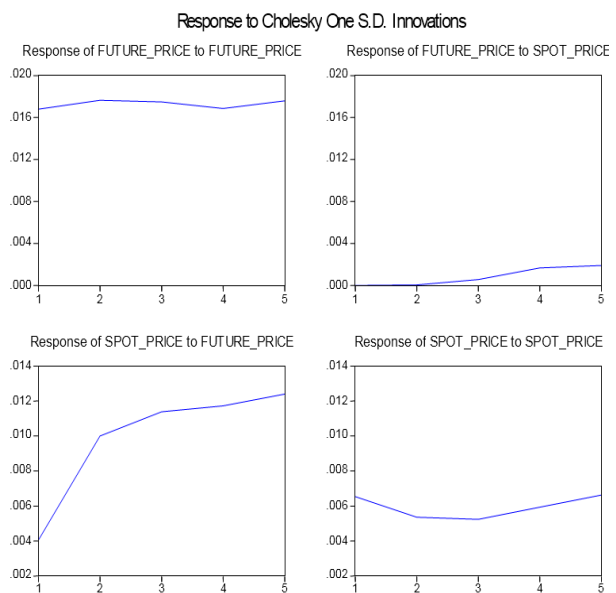 Response to Cholesky One S.D. Innovations
Response of FUTURE_PRICE to FUTURE_PRICE
.020
.016
.012
.008
.004
.000
1 2 3 4 5
Response of FUTURE_PRICE to SPOT_PRICE
.020
.016
.012
.008
.004
.000
1 2 3 4 5
Response of SPOT_PRICE to FUTURE_PRICE
.014
.012
.010
.008
.006
.004
.002
1 2 3 4 5
Response of SPOT_PRICE to SPOT_PRICE
.014
.012
.010
.008
.006
.004
.002
1 2 3 4 5